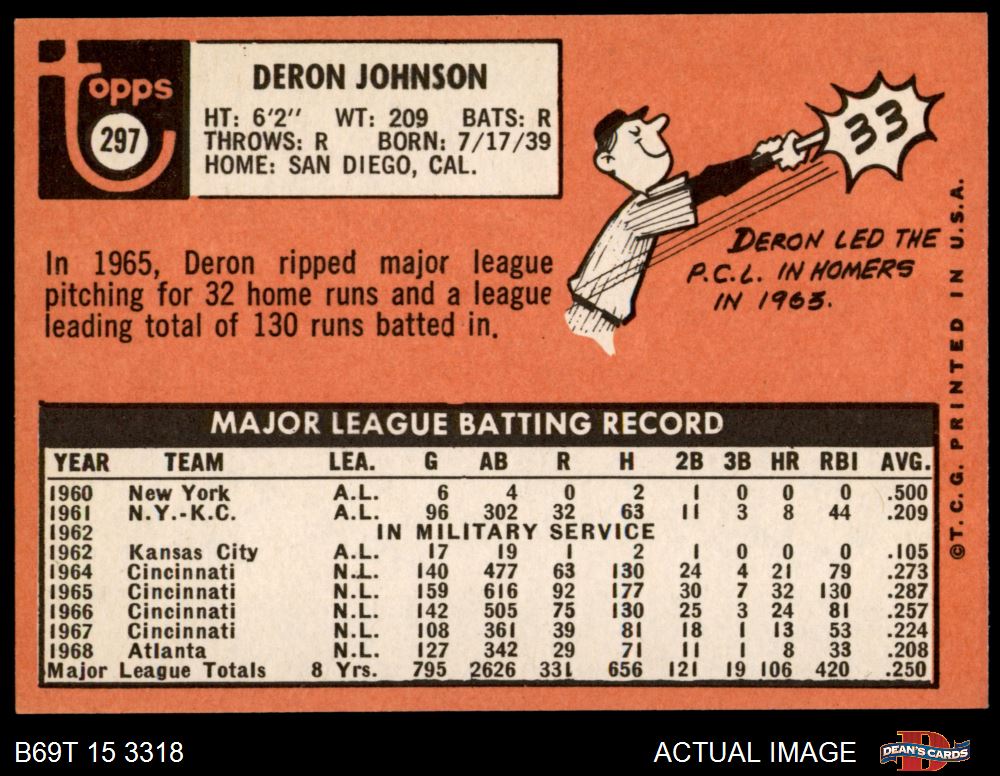 Topps
297
DERON JOHNSON
HT: 6'2" WT: 209 BATS: R
THROWS: R BORN: 7/17/39
HOME: SAN DIEGO, CAL.
33
DERON LED THE
P.C.L. IN HOMERS
IN 1963.
In 1965, Deron ripped major league
pitching for 32 home runs and a league
leading total of 130 runs batted in.
©T.C.G. PRINTED IN U.S.A.
MAJOR LEAGUE BATTING RECORD
YEAR TEAM LEA. G AB R H 2B 3B HR RBI AVG.
1960 New York A.L. 6 4 0 2 1 0 0 0 .500
1961 N.Y.-K.C. A.L. 96 302 32 63 11 3 8 44 .209
1962 IN MILITARY SERVICE
1962 Kansas City A.L. 17 19 1 2 1 0 0 0 .105
1964 Cincinnati N.L. 140 477 63 130 24 4 21 79 .273
1965 Cincinnati N.L. 159 616 92 177 30 7 32 130 .287
1966 Cincinnati N.L. 142 505 75 130 25 3 24 81 .257
1967 Cincinnati N.L. 108 361 39 81 18 1 13 53 .224
1968 Atlanta N.L. 127 342 29 71 11 1 8 33 .208
Major League Totals 8 Yrs. 795 2626 331 656 121 19 106 420 .250
B69T 15 3318
ACTUAL IMAGE
D
DEAN'S CARDS